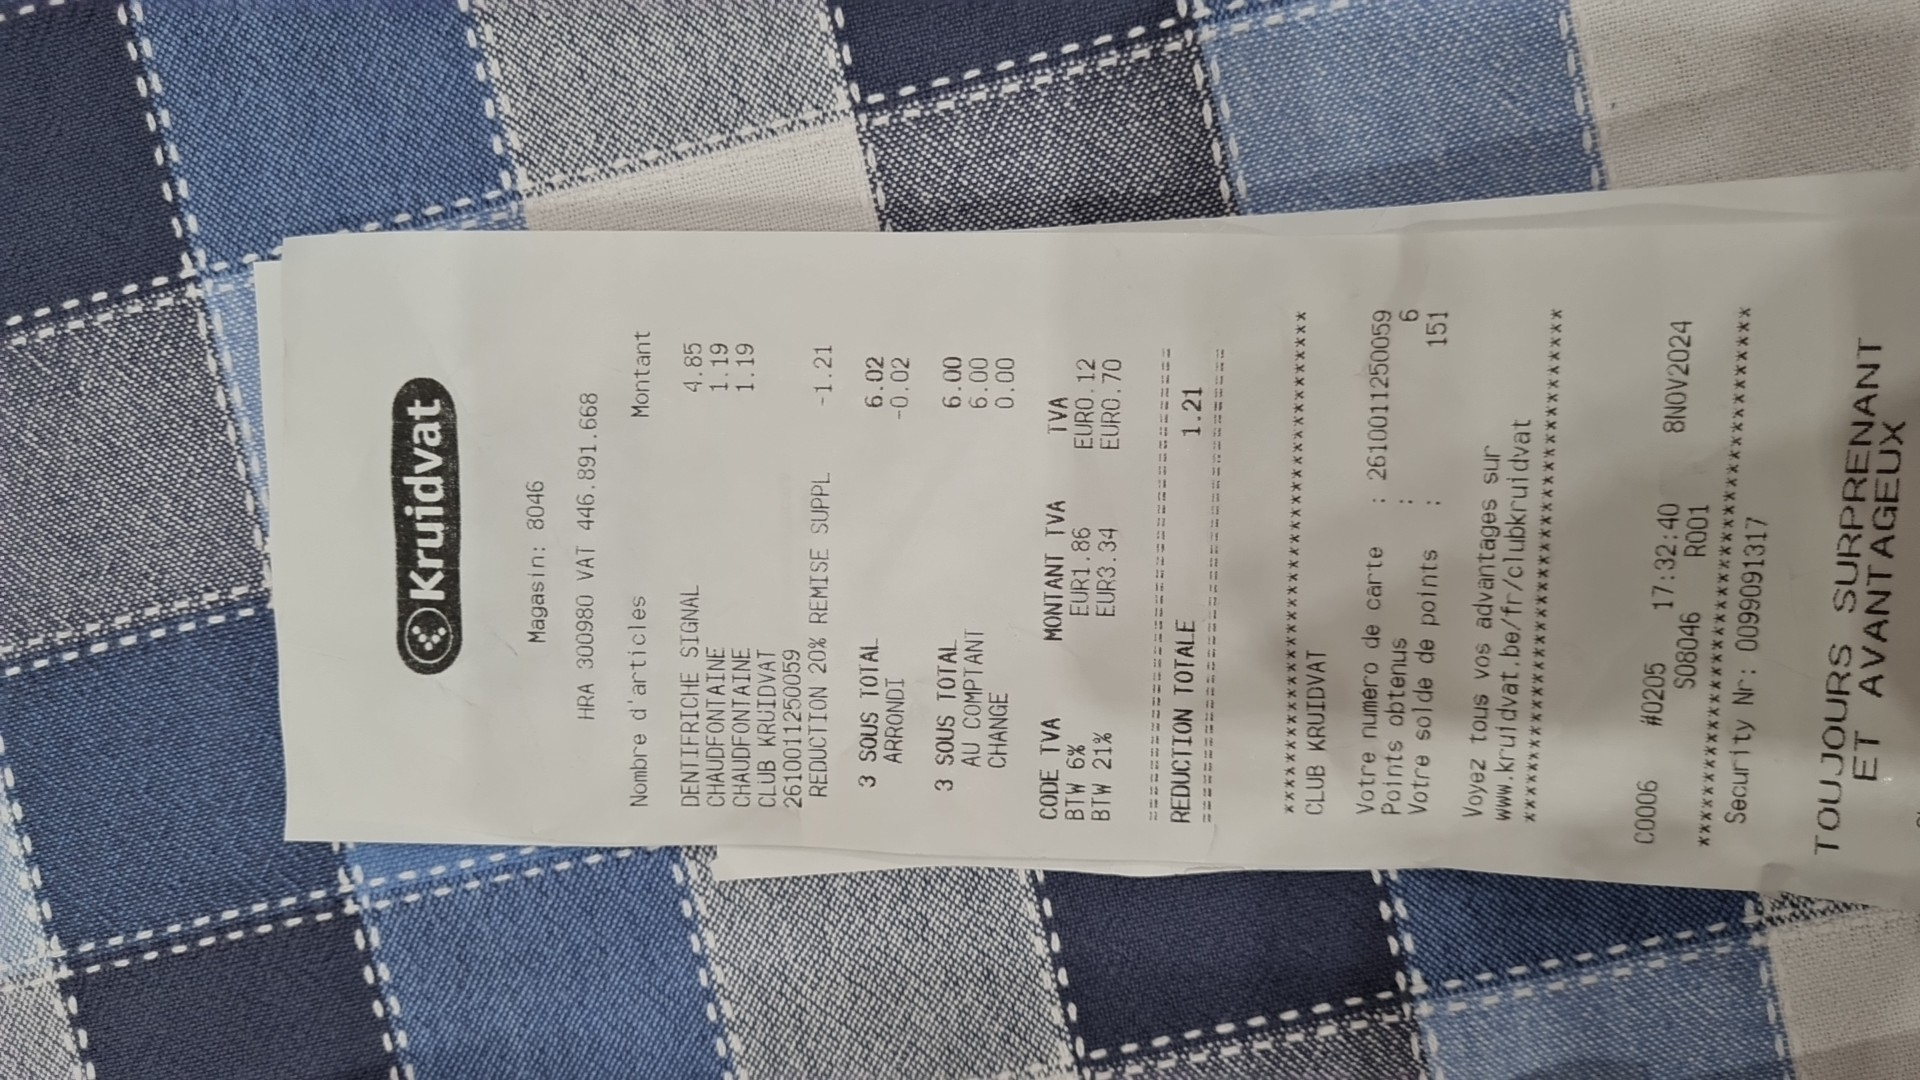 Kruidvat
Magasin: 8046
HRA 300980 VAT 446.891.668
Nombre d'articles Montant
DENTIFRICHE SIGNAL 4.85
CHAUDFONTAINE 1.19
CHAUDFONTAINE 1.19
CLUB KRUIDVAT
2610011250059
REDUCTION 20% REMISE SUPPL -1.21
3 SOUS TOTAL 6.02
ARRONDI -0.02
3 SOUS TOTAL 6.00
AU COMPTANT 6.00
CHANGE 0.00
CODE TVA MONTANT TVA TVA
BTW 6% EUR1.86 EUR0.12
BTW 21% EUR3.34 EUR0.70
REDUCTION TOTALE 1.21
CLUB KRUIDVAT
Votre numero de carte : 2610011250059
Points obtenus : 6
Votre solde de points : 151
Voyez tous vos advantages sur
www.kruidvat.be/fr/clubkruidvat
C0006 #0205 17:32:40 8NOV2024
S08046 R001
Security Nr: 0099091317
TOUJOURS SURPRENANT
ET AVANTAGEUX